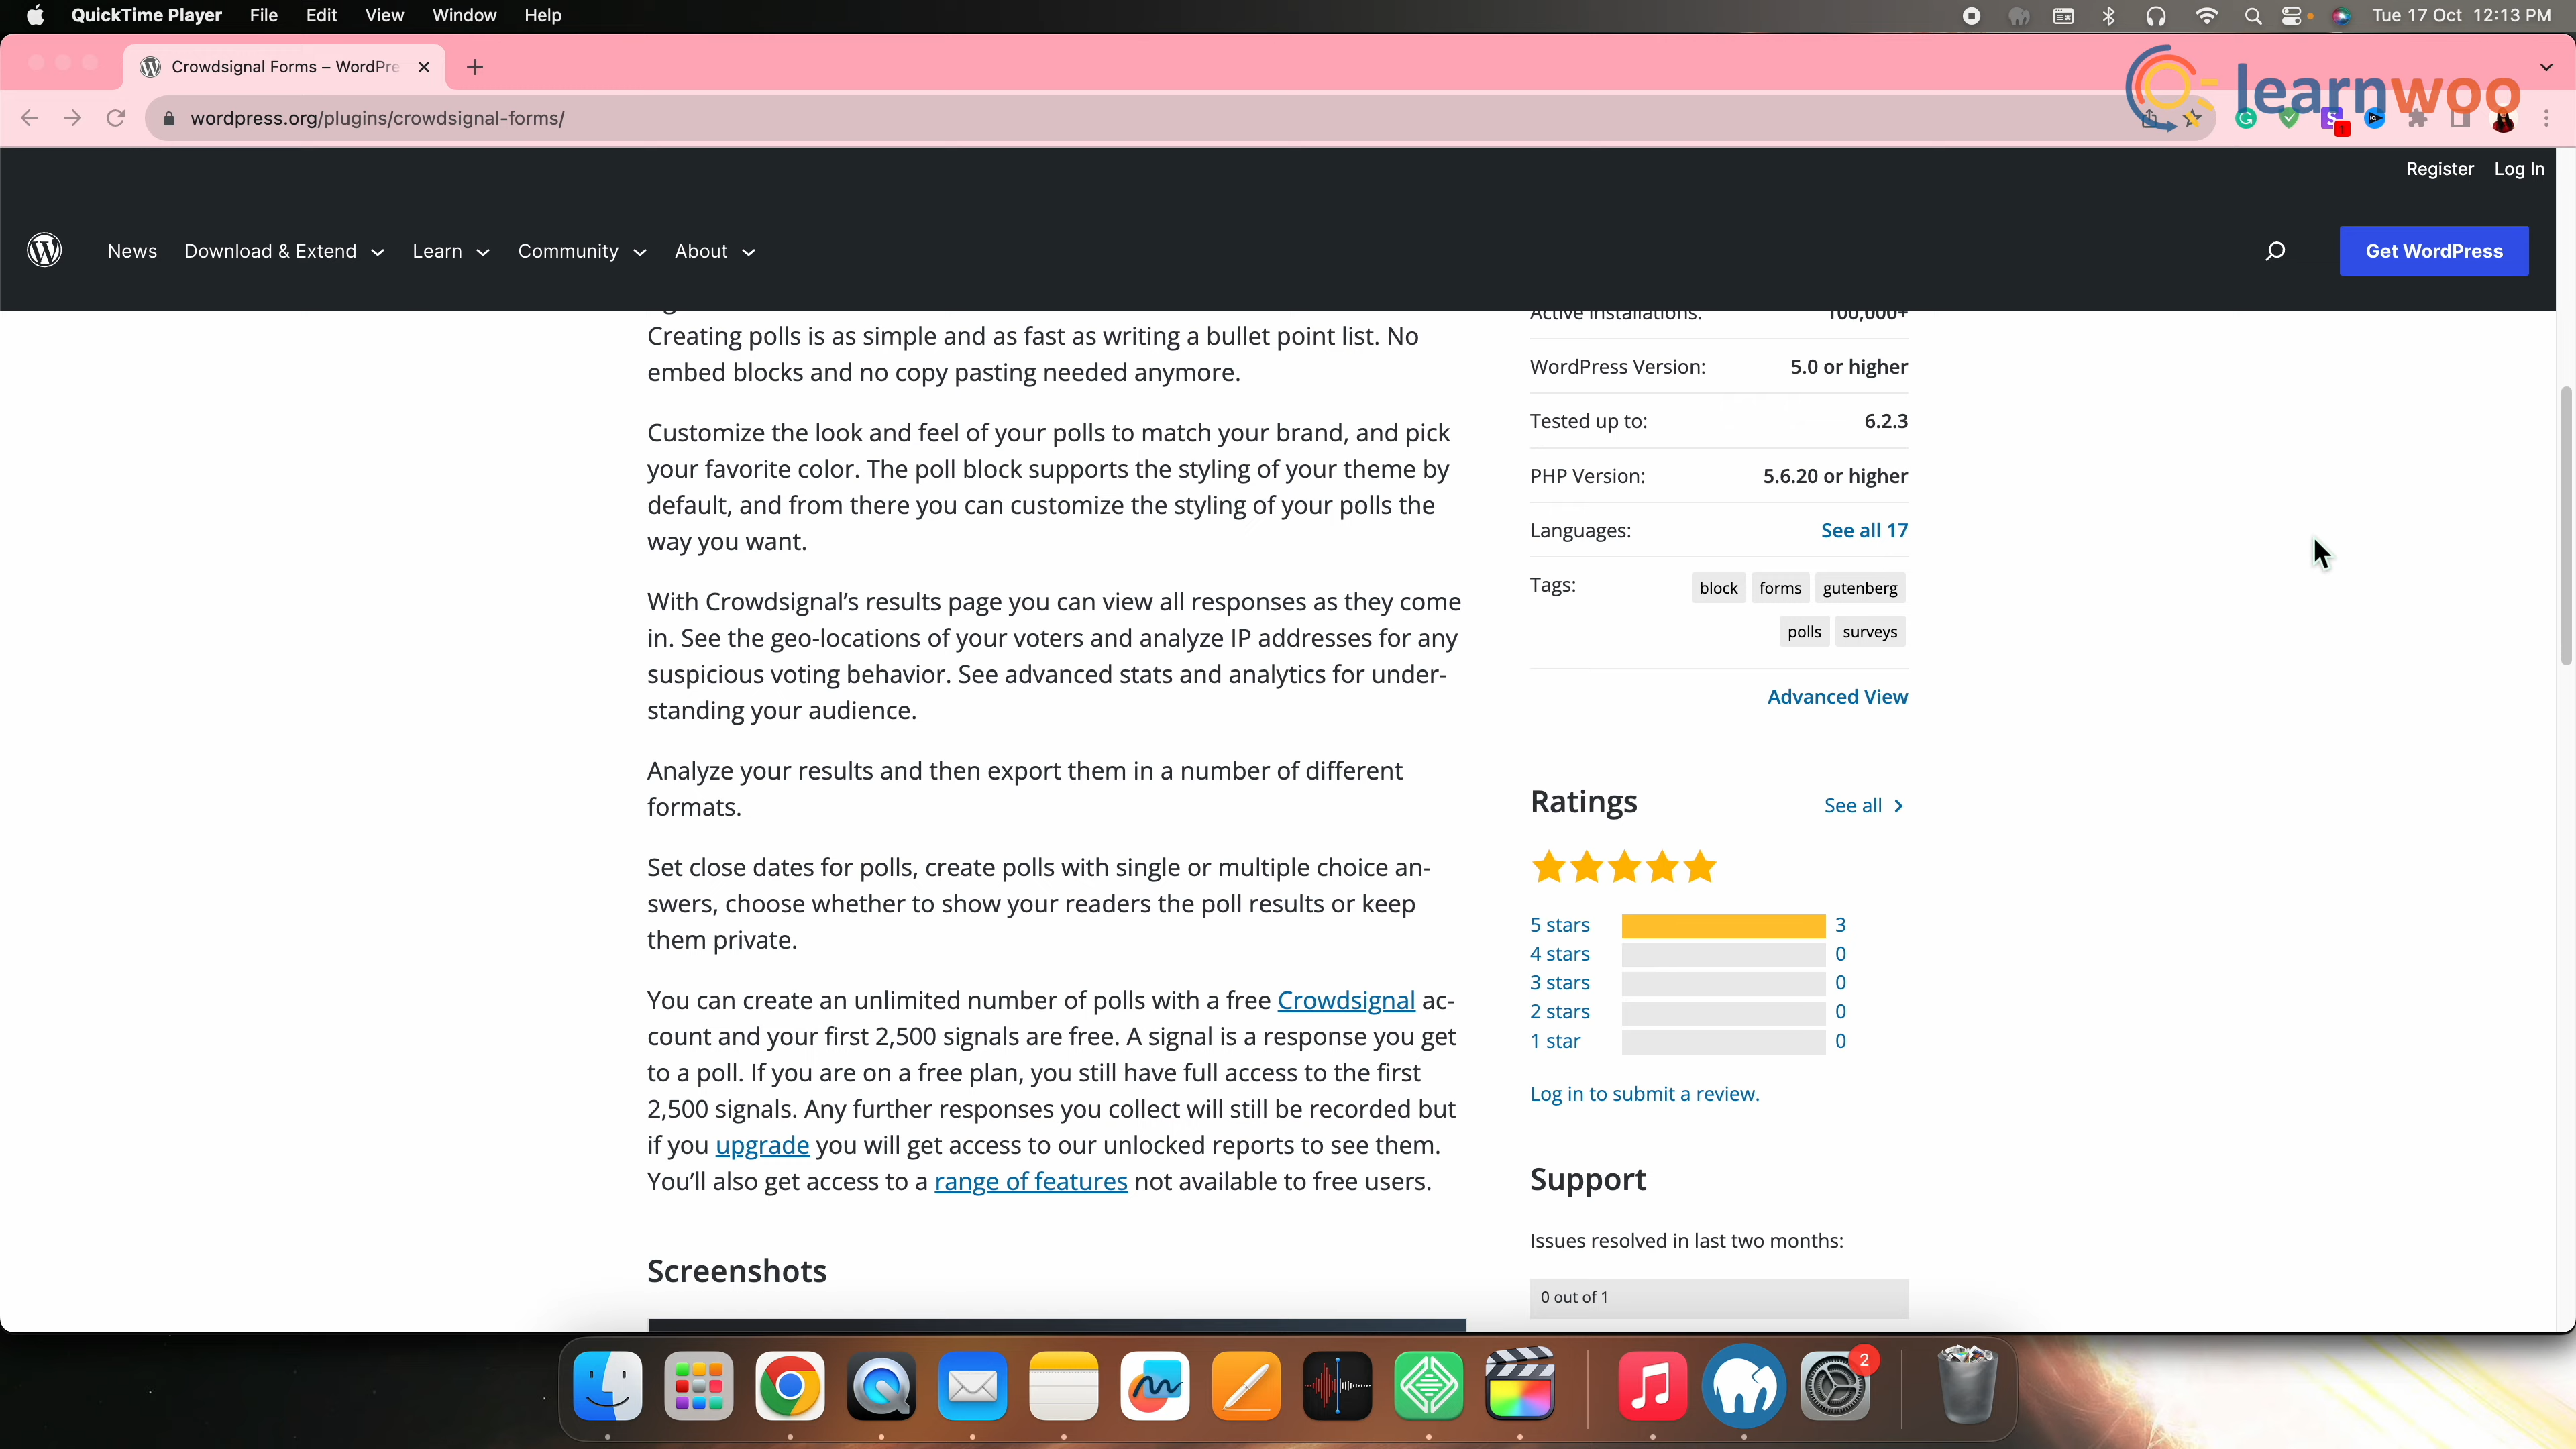 QuickTime Player File Edit View Window Help
Tue 17 Oct 12:13 PM
Crowdsignal Forms – WordPre
learnwoo
wordpress.org/plugins/crowdsignal-forms/
Register Log In
News Download & Extend Learn Community About
Get WordPress
Creating polls is as simple and as fast as writing a bullet point list. No
embed blocks and no copy pasting needed anymore.
Customize the look and feel of your polls to match your brand, and pick
your favorite color. The poll block supports the styling of your theme by
default, and from there you can customize the styling of your polls the
way you want.
With Crowdsignal’s results page you can view all responses as they come
in. See the geo-locations of your voters and analyze IP addresses for any
suspicious voting behavior. See advanced stats and analytics for under-
standing your audience.
Analyze your results and then export them in a number of different
formats.
Set close dates for polls, create polls with single or multiple choice an-
swers, choose whether to show your readers the poll results or keep
them private.
You can create an unlimited number of polls with a free Crowdsignal ac-
count and your first 2,500 signals are free. A signal is a response you get
to a poll. If you are on a free plan, you still have full access to the first
2,500 signals. Any further responses you collect will still be recorded but
if you upgrade you will get access to our unlocked reports to see them.
You’ll also get access to a range of features not available to free users.
Screenshots
Active installations: 100,000+
WordPress Version: 5.0 or higher
Tested up to: 6.2.3
PHP Version: 5.6.20 or higher
Languages: See all 17
Tags: block forms gutenberg
polls surveys
Advanced View
Ratings See all
5 stars 3
4 stars 0
3 stars 0
2 stars 0
1 star 0
Log in to submit a review.
Support
Issues resolved in last two months:
0 out of 1
2